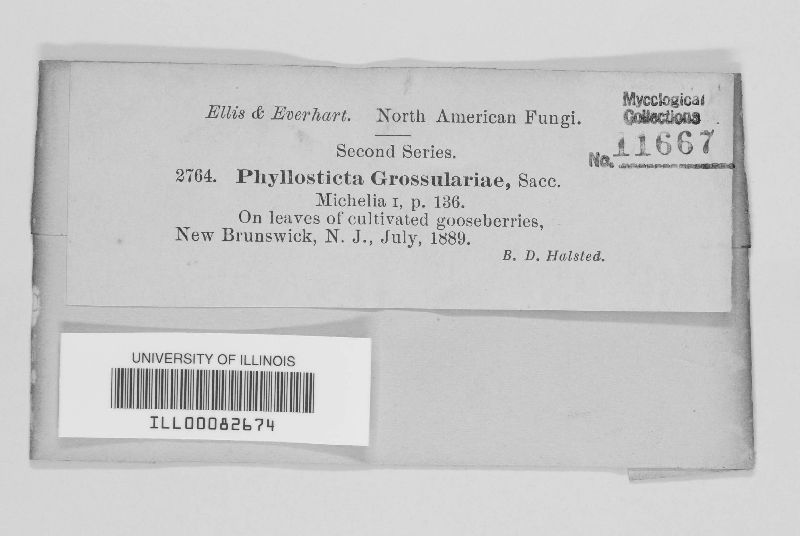 Ellis & Everhart. North American Fungi.
Second Series.
2764. Phyllosticta Grossulariae, Sacc.
Michelia I, p. 136.
On leaves of cultivated gooseberries,
New Brunswick, N. J., July, 1889.
B. D. Halsted.
Mycological
Collections
No. 11667
UNIVERSITY OF ILLINOIS
ILL00082674